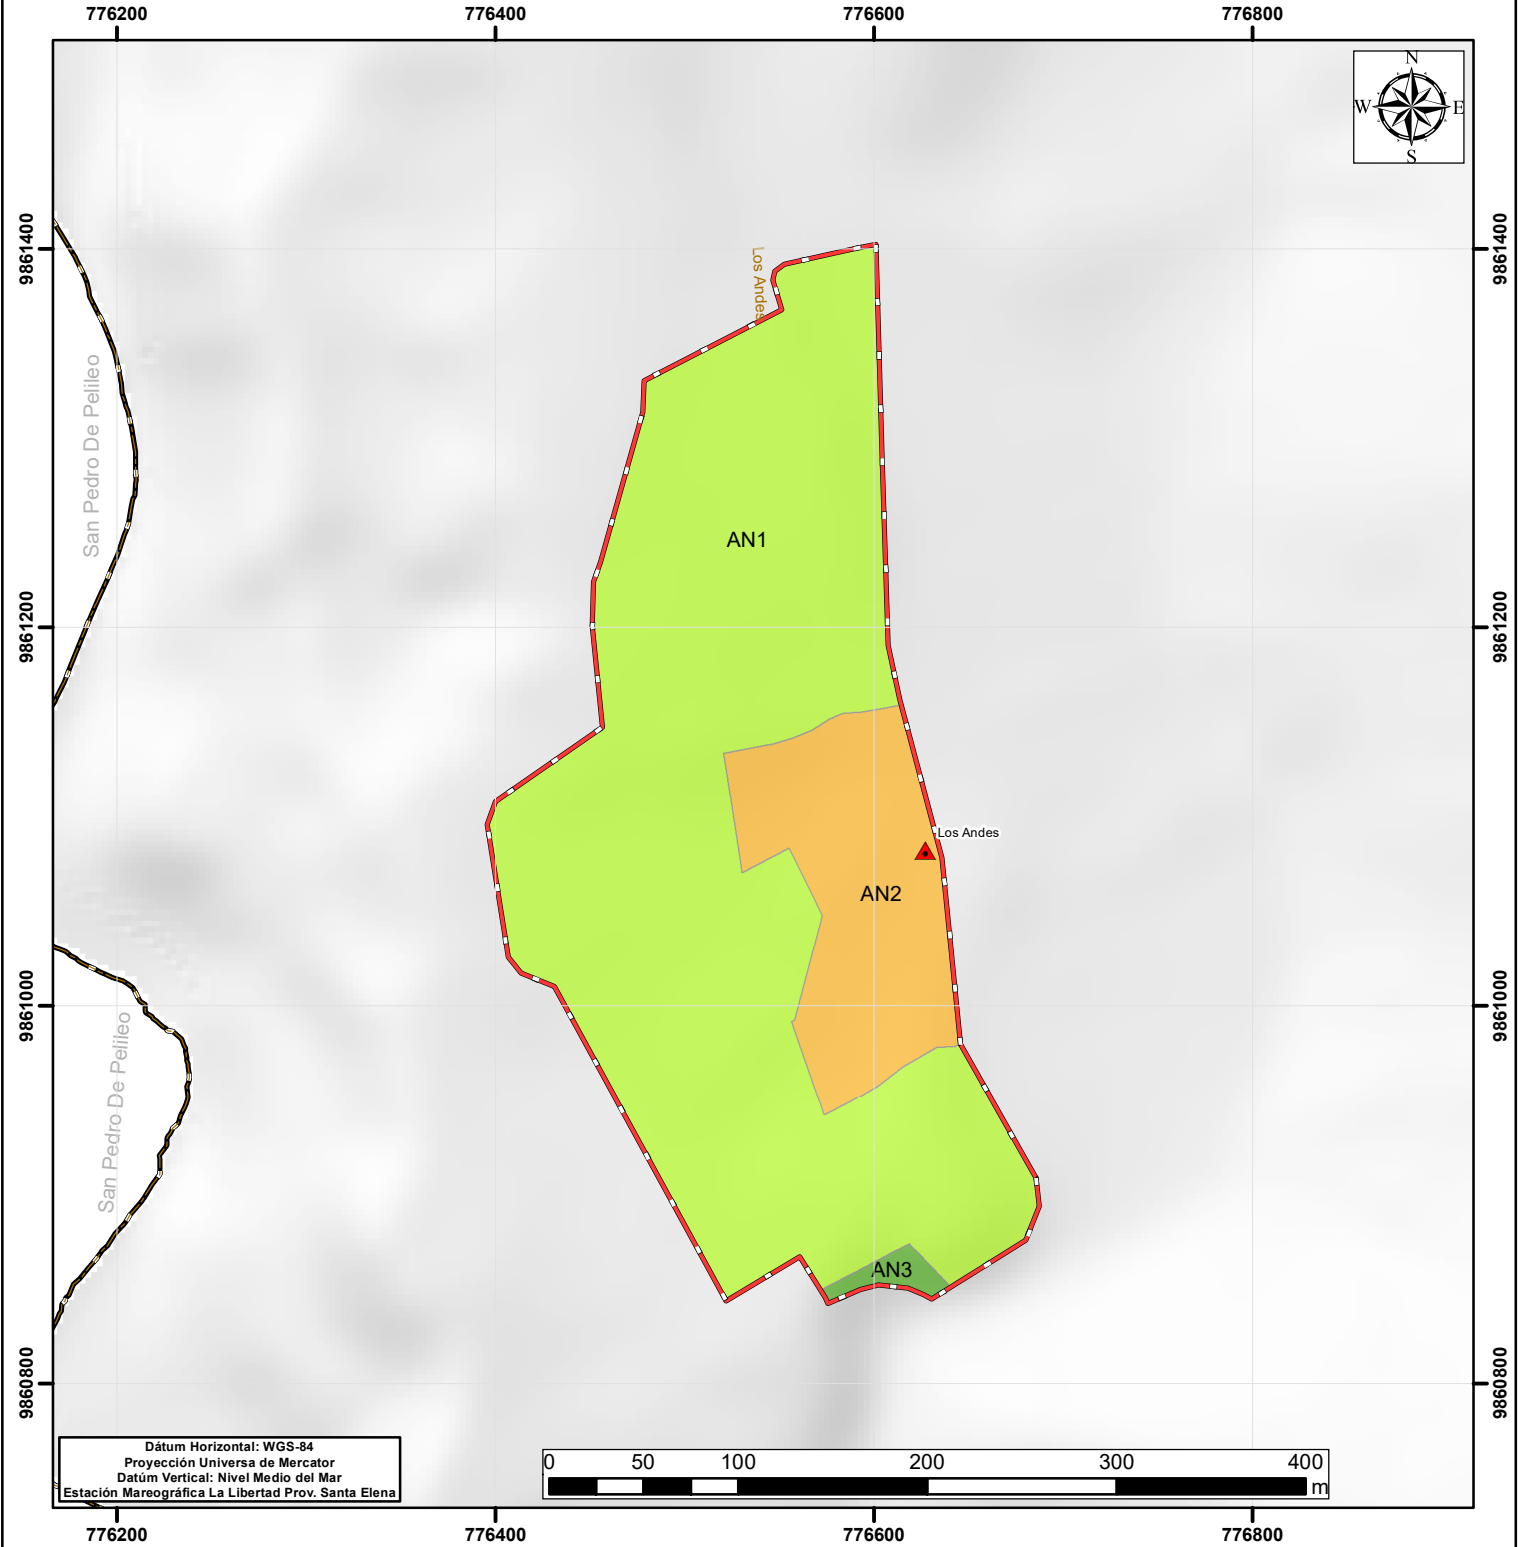 776200
776400
776600
776800
N
W
E
S
9861400
9861400
Los Andes
San Pedro De Pelileo
AN1
9861200
9861200
Los Andes
AN2
9861000
9861000
San Pedro De Pelileo
AN3
9860800
9860800
Dátum Horizontal: WGS-84
Proyección Universa de Mercator
Datúm Vertical: Nivel Medio del Mar
Estación Mareográfica La Libertad Prov. Santa Elena
0 50 100 200 300 400
m
776200
776400
776600
776800